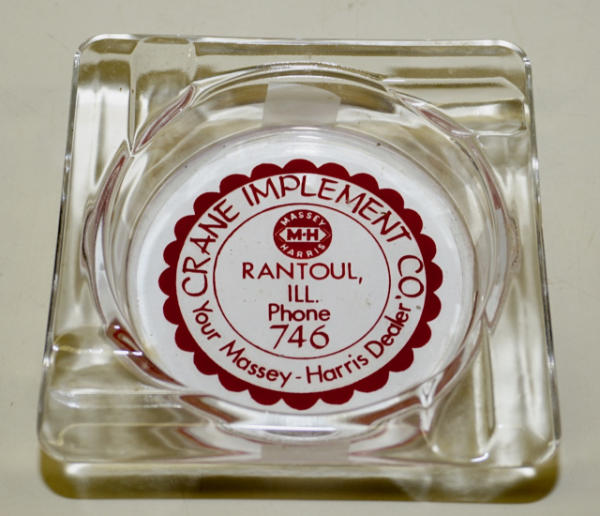 CRANE IMPLEMENT CO.
MASSEY
M-H
HARRIS
RANTOUL,
ILL.
Phone
746
"Your Massey-Harris Dealer"